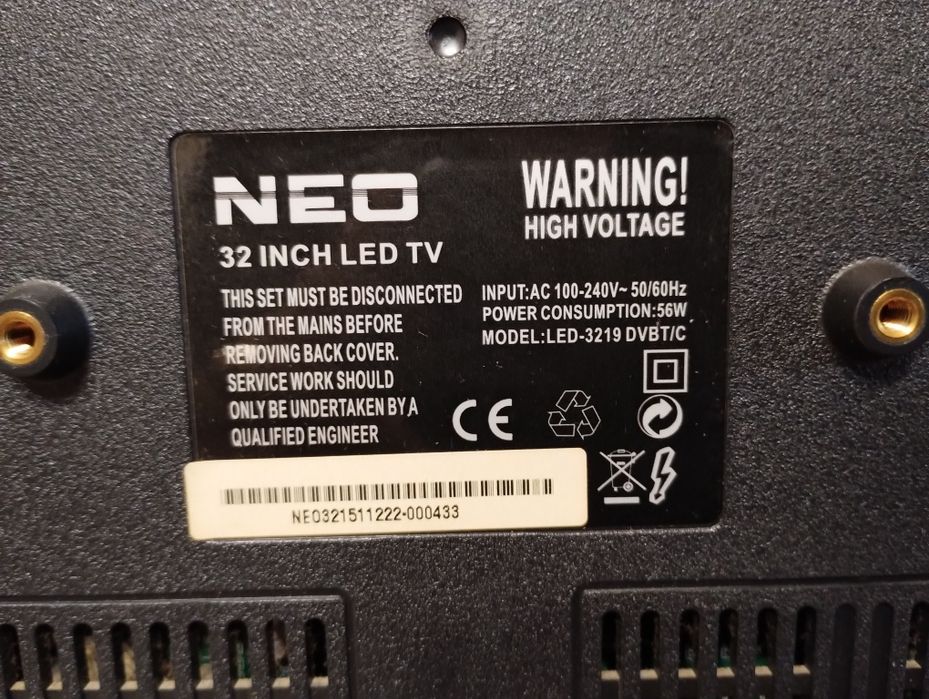 NEO
32 INCH LED TV
THIS SET MUST BE DISCONNECTED
FROM THE MAINS BEFORE
REMOVING BACK COVER.
SERVICE WORK SHOULD
ONLY BE UNDERTAKEN BY A
QUALIFIED ENGINEER
WARNING!
HIGH VOLTAGE
INPUT:AC 100-240V~ 50/60Hz
POWER CONSUMPTION:56W
MODEL:LED-3219 DVBT/C
CE
NEO321511222-000433